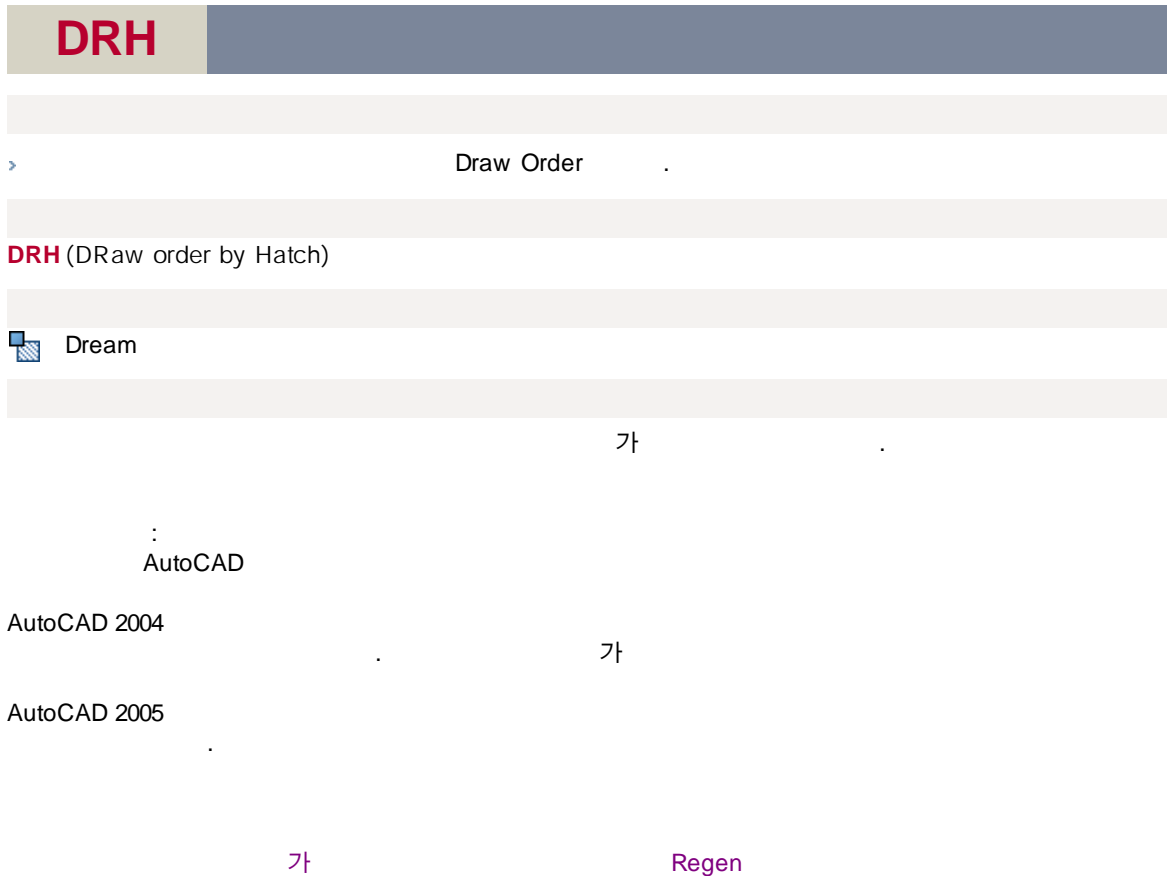 DRH
Draw Order .
DRH (DRaw order by Hatch)
Dream
가 .
:
AutoCAD
AutoCAD 2004
. 가
AutoCAD 2005
.
가 Regen